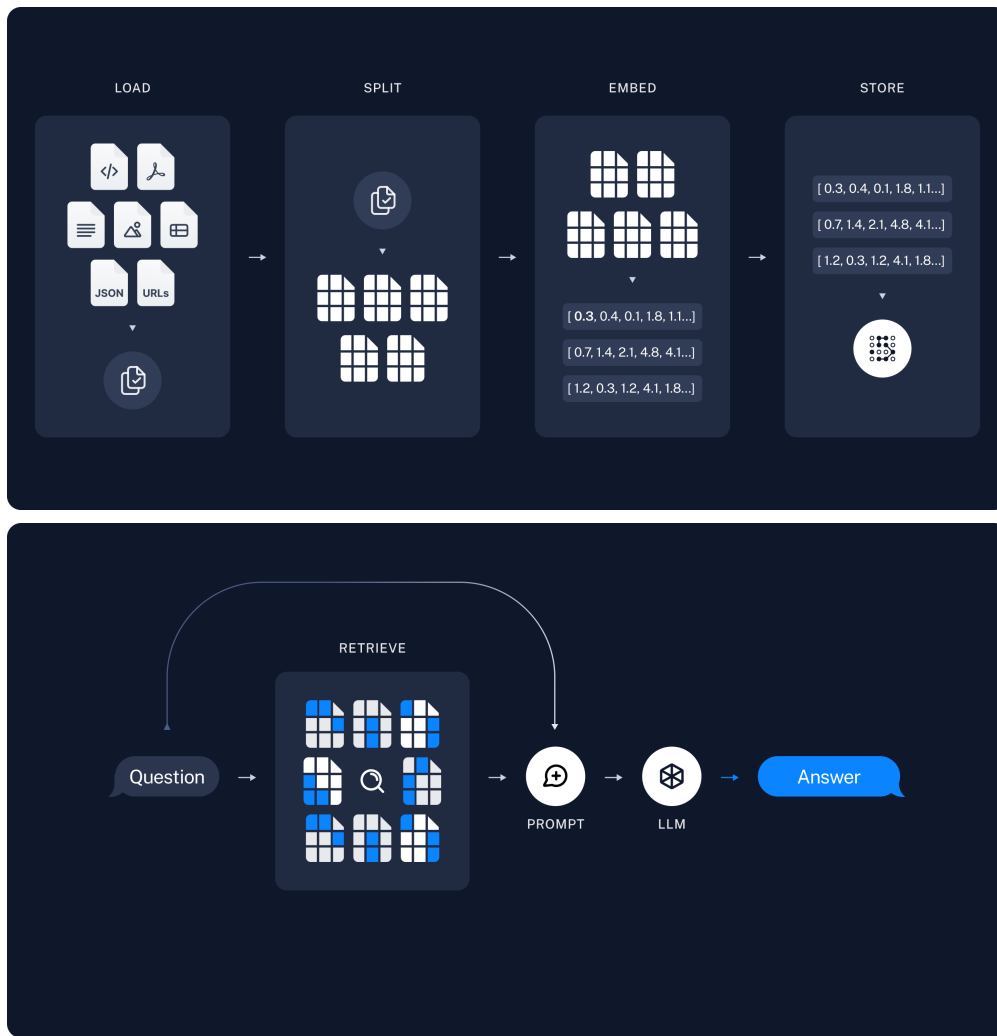 LOAD
SPLIT
EMBED
STORE
JSON
URLs
[ 0.3, 0.4, 0.1, 1.8, 1.1...]
[ 0.7, 1.4, 2.1, 4.8, 4.1...]
[ 1.2, 0.3, 1.2, 4.1, 1.8...]
[ 0.3, 0.4, 0.1, 1.8, 1.1...]
[ 0.7, 1.4, 2.1, 4.8, 4.1...]
[ 1.2, 0.3, 1.2, 4.1, 1.8...]
RETRIEVE
Question
PROMPT
LLM
Answer